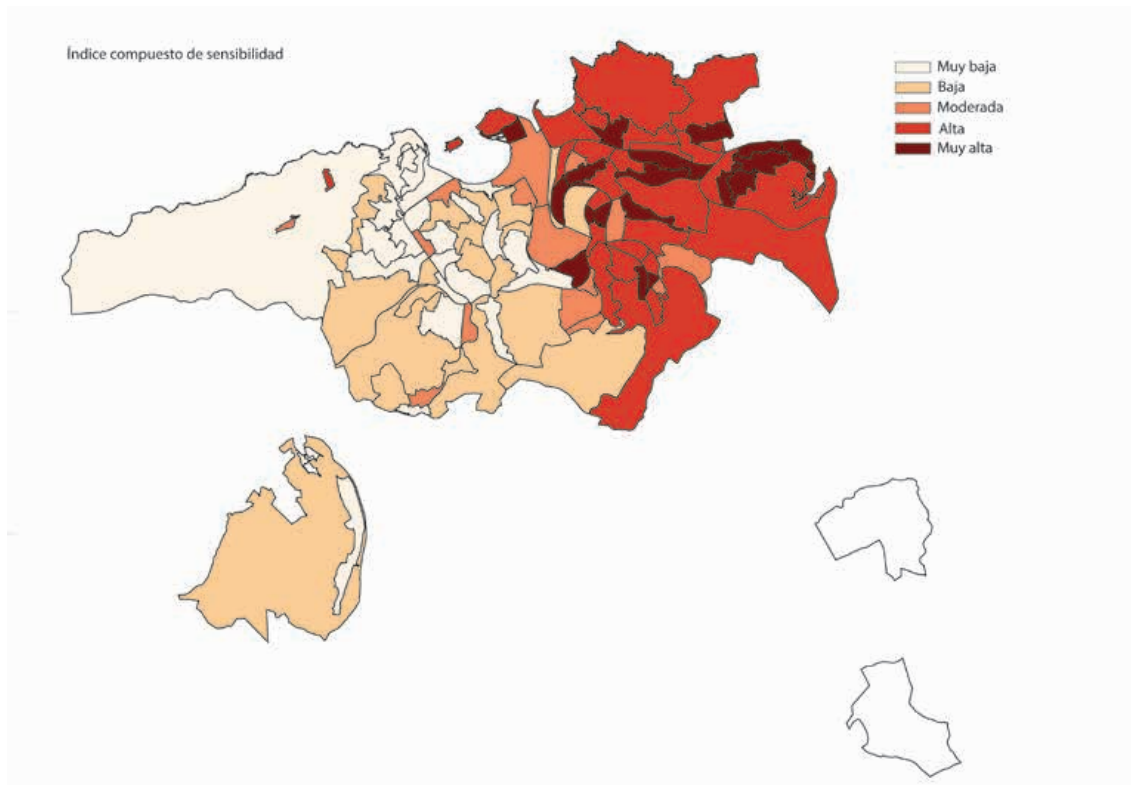 Índice compuesto de sensibilidad
Muy baja
Baja
Moderada
Alta
Muy alta